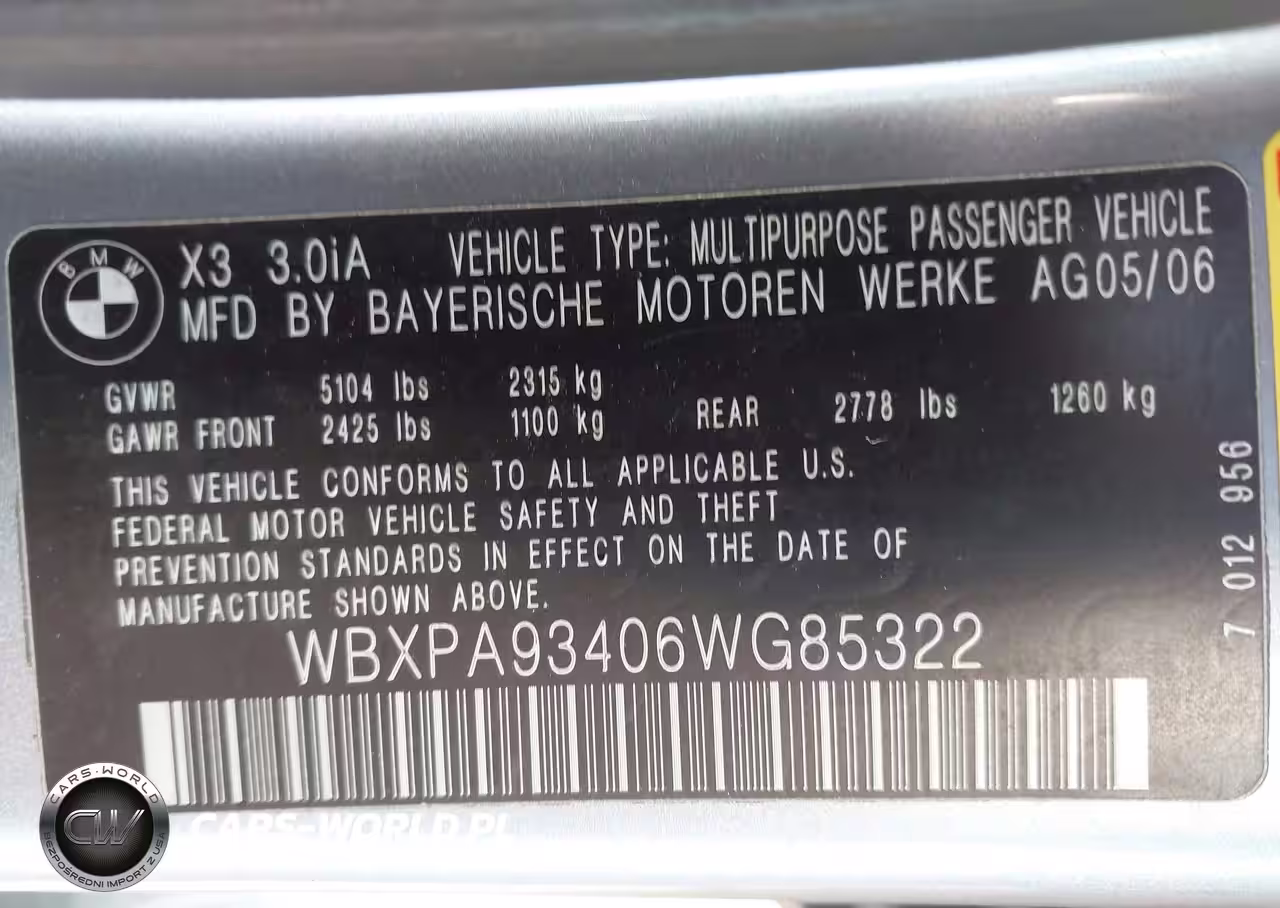 BMW
X3 3.0iA VEHICLE TYPE: MULTIPURPOSE PASSENGER VEHICLE
MFD BY BAYERISCHE MOTOREN WERKE AG05/06
GVWR 5104 lbs 2315 kg
GAWR FRONT 2425 lbs 1100 kg REAR 2778 lbs 1260 kg
THIS VEHICLE CONFORMS TO ALL APPLICABLE U.S.
FEDERAL MOTOR VEHICLE SAFETY AND THEFT
PREVENTION STANDARDS IN EFFECT ON THE DATE OF
MANUFACTURE SHOWN ABOVE.
WBXPA93406WG85322
7 012 956
CARS-WORLD
CW
BEZPOŚREDNI IMPORT Z USA
CARS-WORLD.PL